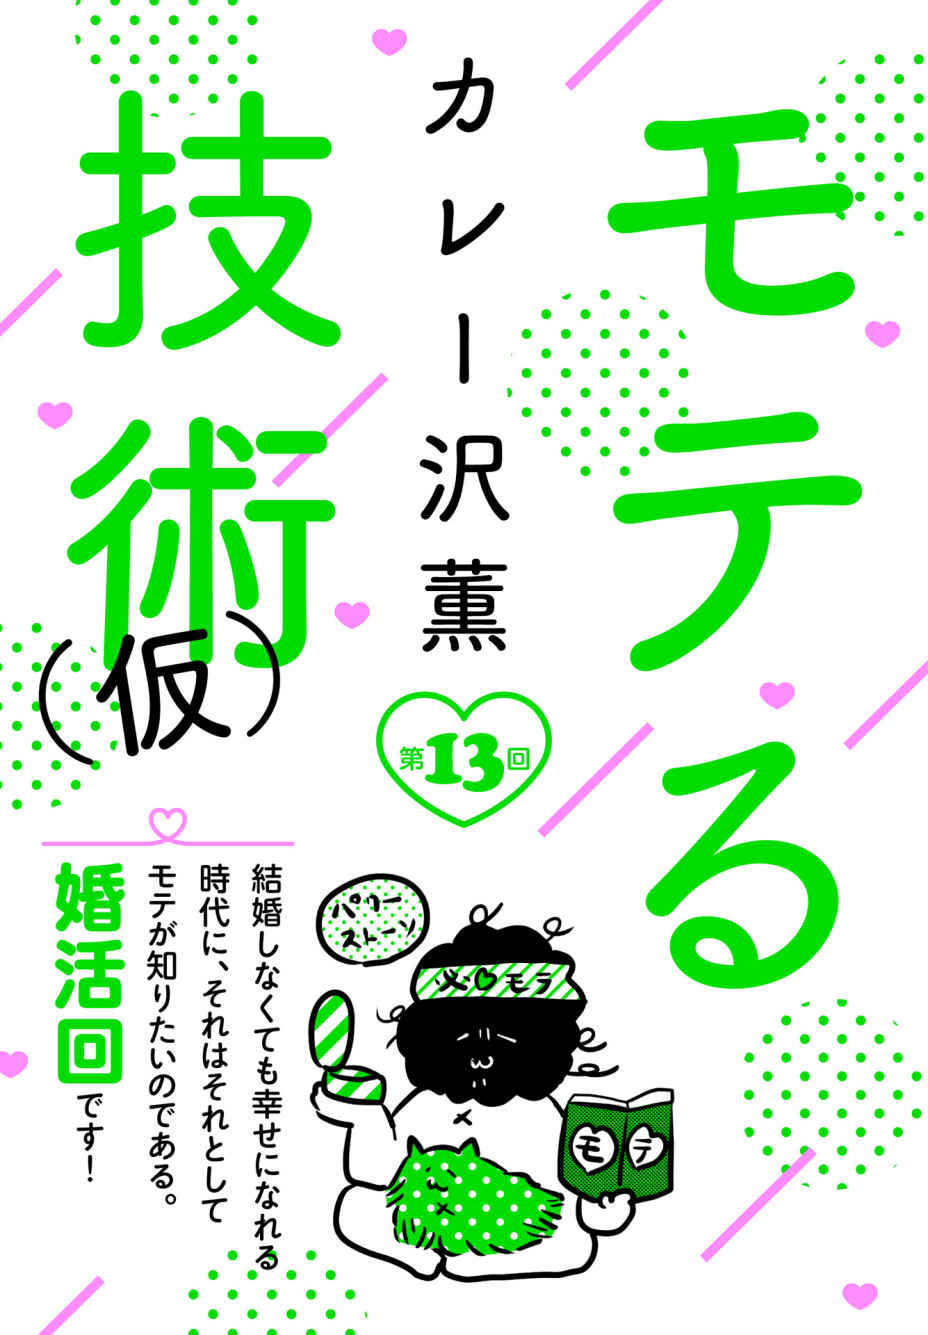 モテる
技術
(仮)
カレー沢薫
第13回
結婚しなくても幸せになれる
時代に、それはそれとして
モテが知りたいのである。
婚活回です!
パワー
ストーン
必♡モテ
モテ